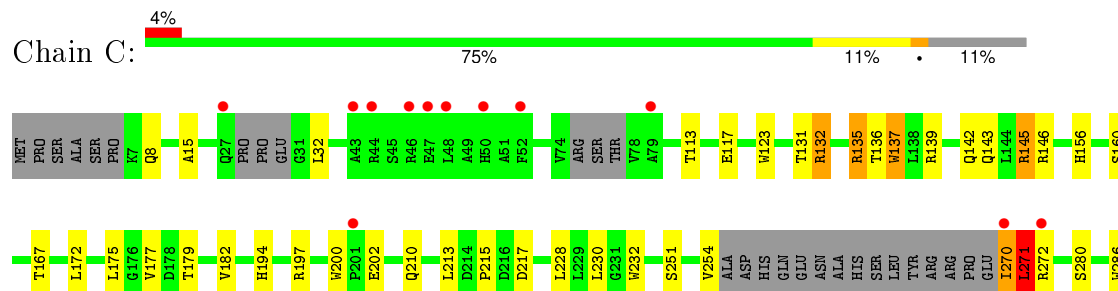 4%
Chain C:
75% 11% • 11%
MET PRO SER ALA SER PRO K7 Q8 A15 Q27 PRO PRO GLU G31 L32 A43 R44 S45 R46 E47 L48 A49 H50 A51 F52 V74 ARG SER THR V78 A79 T113 E117 W123 T131 R132 R135 T136 W137 L138 R139 Q142 Q143 L144 R145 R146 H156
T167 L172 L175 G176 V177 D178 T179 V182 H194 R197 W200 P201 E202 Q210 L213 D214 P215 D216 D217 L228 L229 L230 G231 W232 S251 V254 ALA ASP HIS GLN GLU ASN ALA HIS SER LEU TYR ARG ARG PRO GLU I270 L271 R272 S280